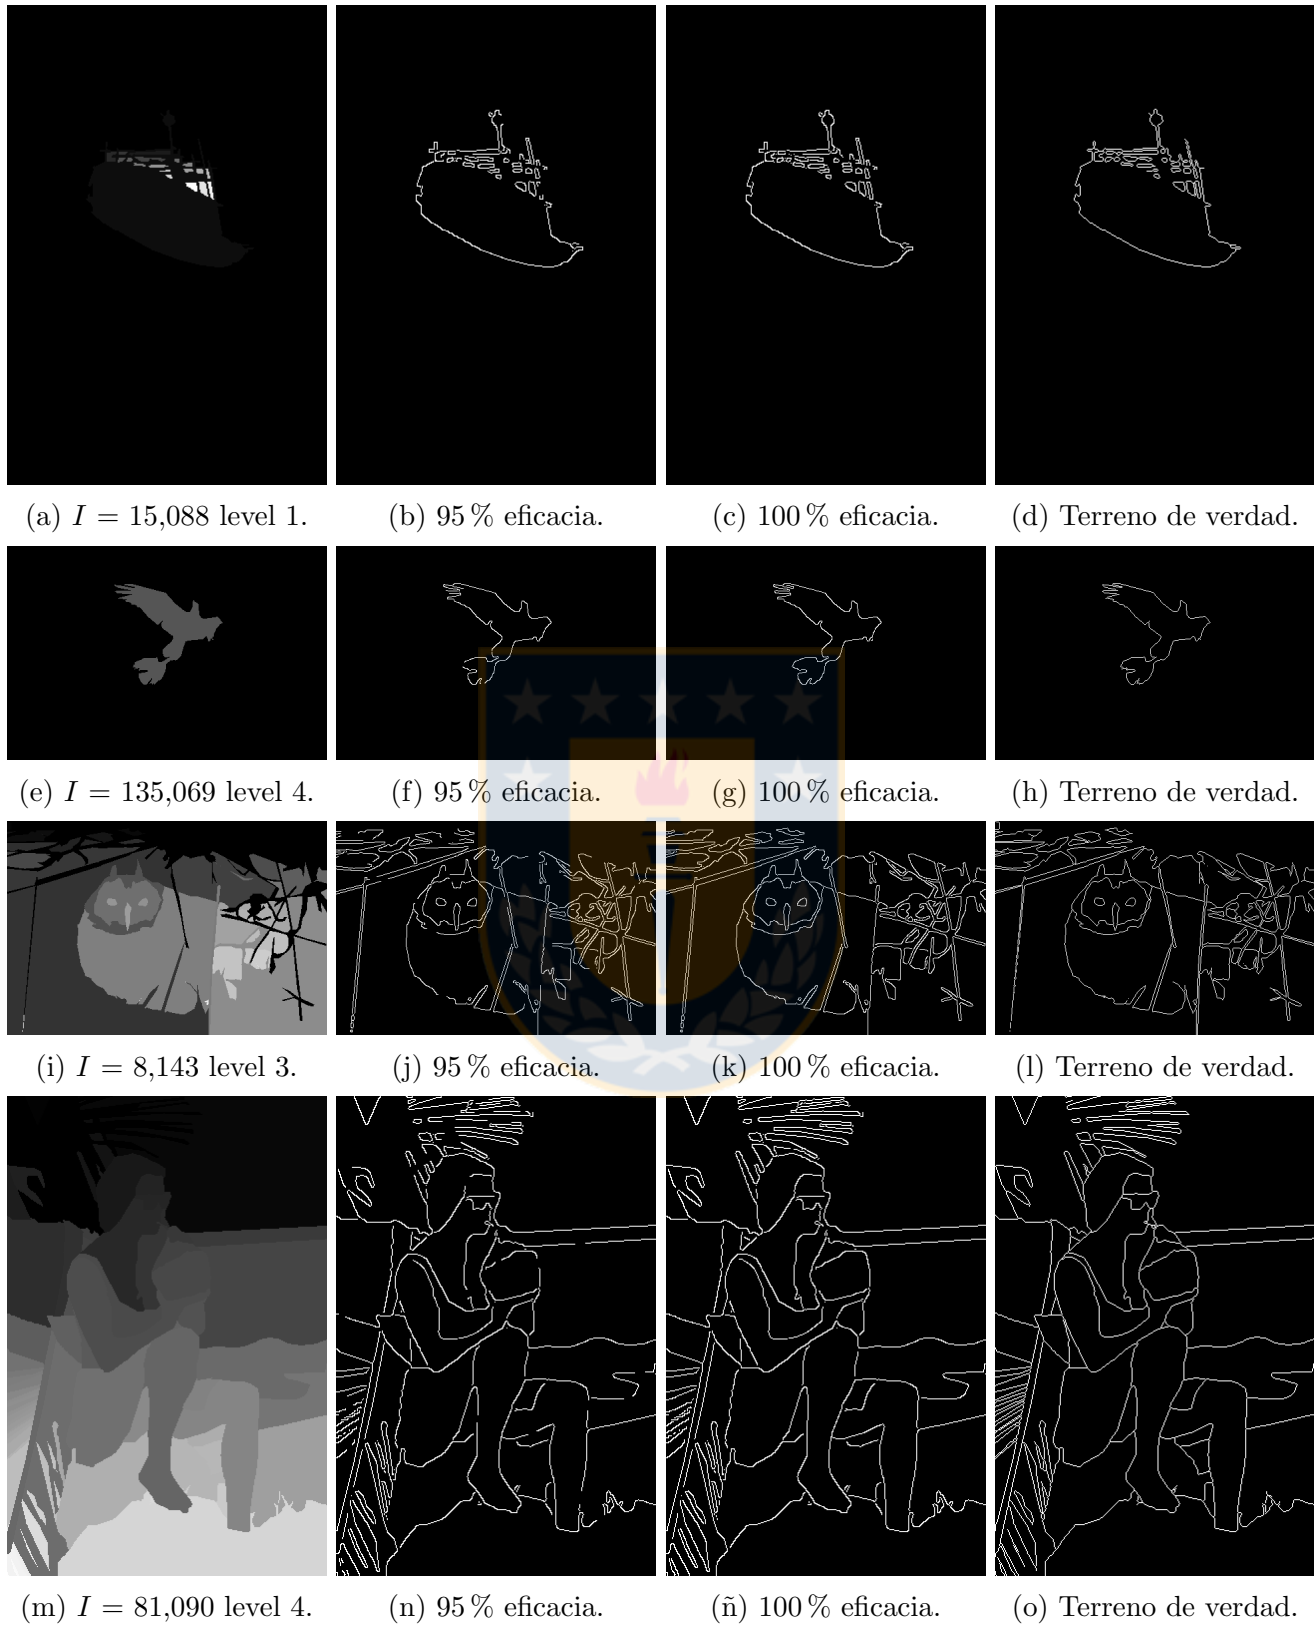 (a) I = 15,088 level 1.
(b) 95 % eficacia.
(c) 100 % eficacia.
(d) Terreno de verdad.
(e) I = 135,069 level 4.
(f) 95 % eficacia.
(g) 100 % eficacia.
(h) Terreno de verdad.
(i) I = 8,143 level 3.
(j) 95 % eficacia.
(k) 100 % eficacia.
(l) Terreno de verdad.
(m) I = 81,090 level 4.
(n) 95 % eficacia.
(ñ) 100 % eficacia.
(o) Terreno de verdad.